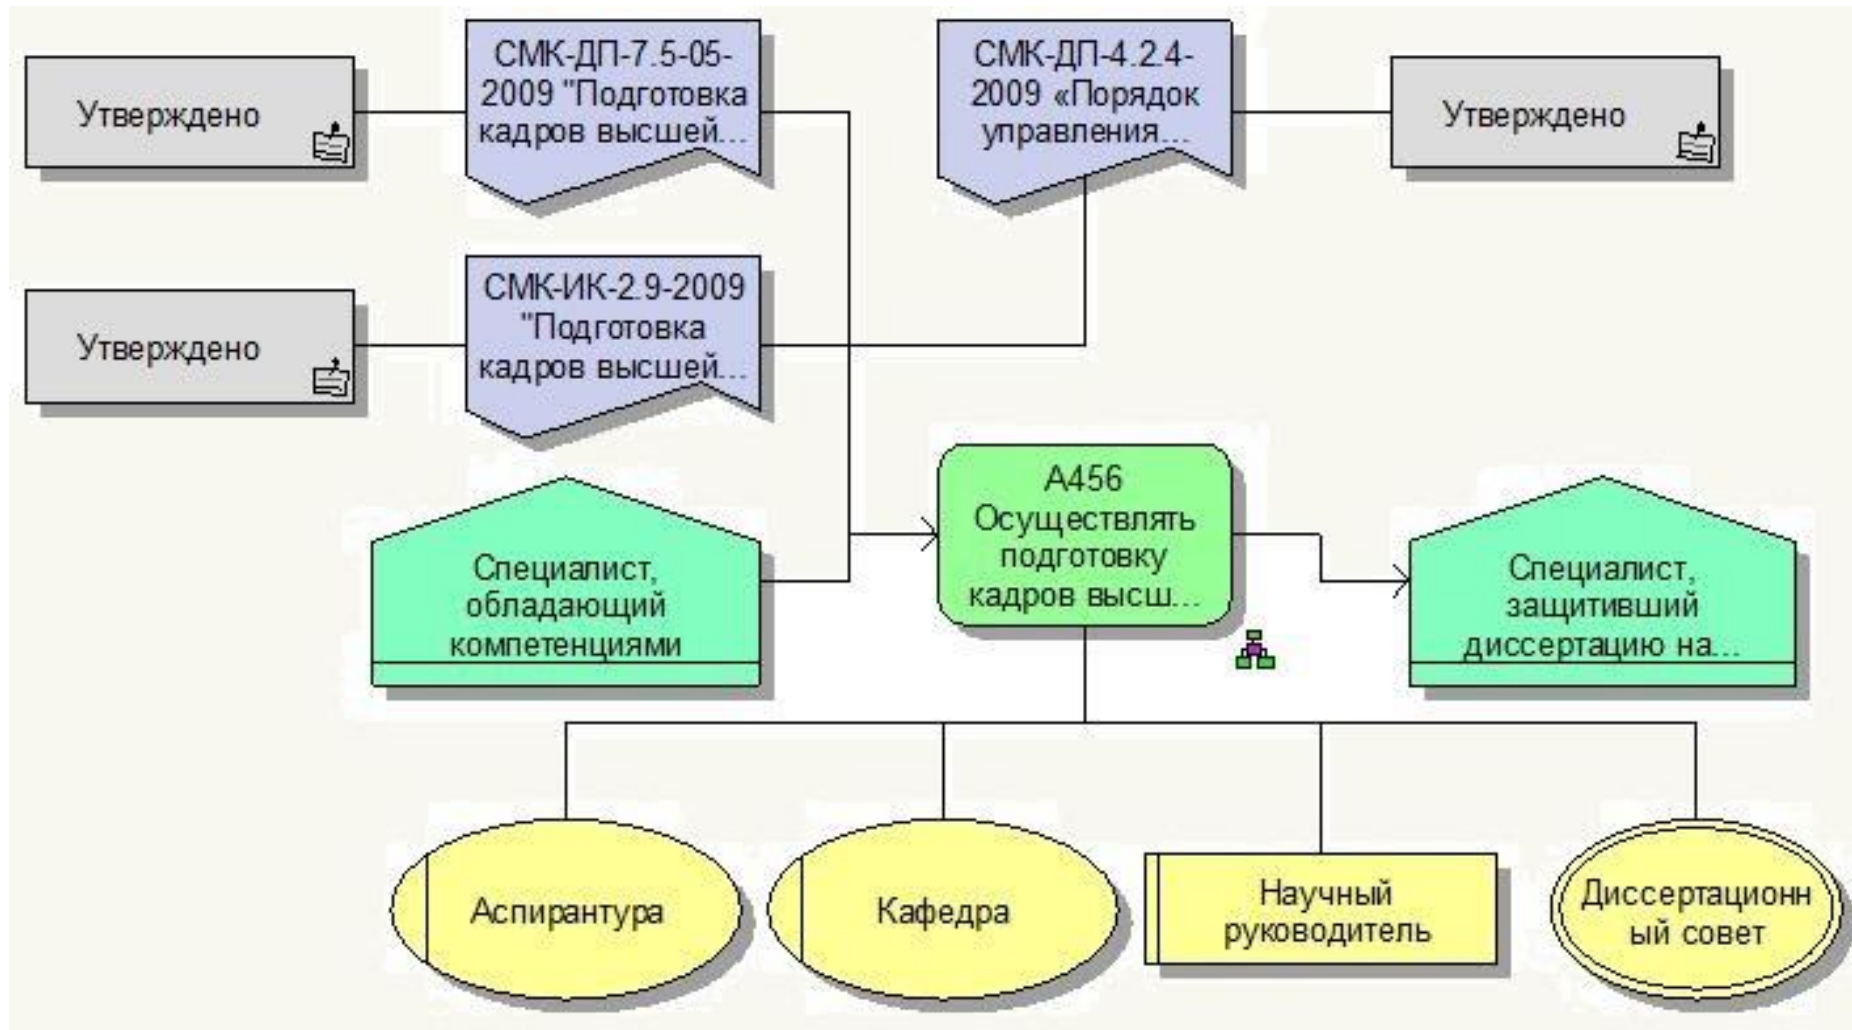 Утверждено
СМК-ДП-7.5-05-
2009 "Подготовка
кадров высшей...
СМК-ДП-4.2.4-
2009 «Порядок
управления...
Утверждено
Утверждено
СМК-ИК-2.9-2009
"Подготовка
кадров высшей...
Специалист,
обладающий
компетенциями
A456
Осуществлять
подготовку
кадров высш...
Специалист,
защитивший
диссертацию на...
Аспирантура
Кафедра
Научный
руководитель
Диссертационн
ый совет